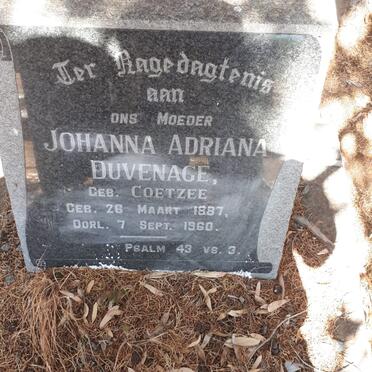 Ter Nagedagtenis
aan
ONS MOEDER
JOHANNA ADRIANA
DUVENAGE,
GEB. COETZEE
GEB. 26 MAART 1887,
OORL. 7 SEPT. 1960.
PSALM 43 VS. 3.